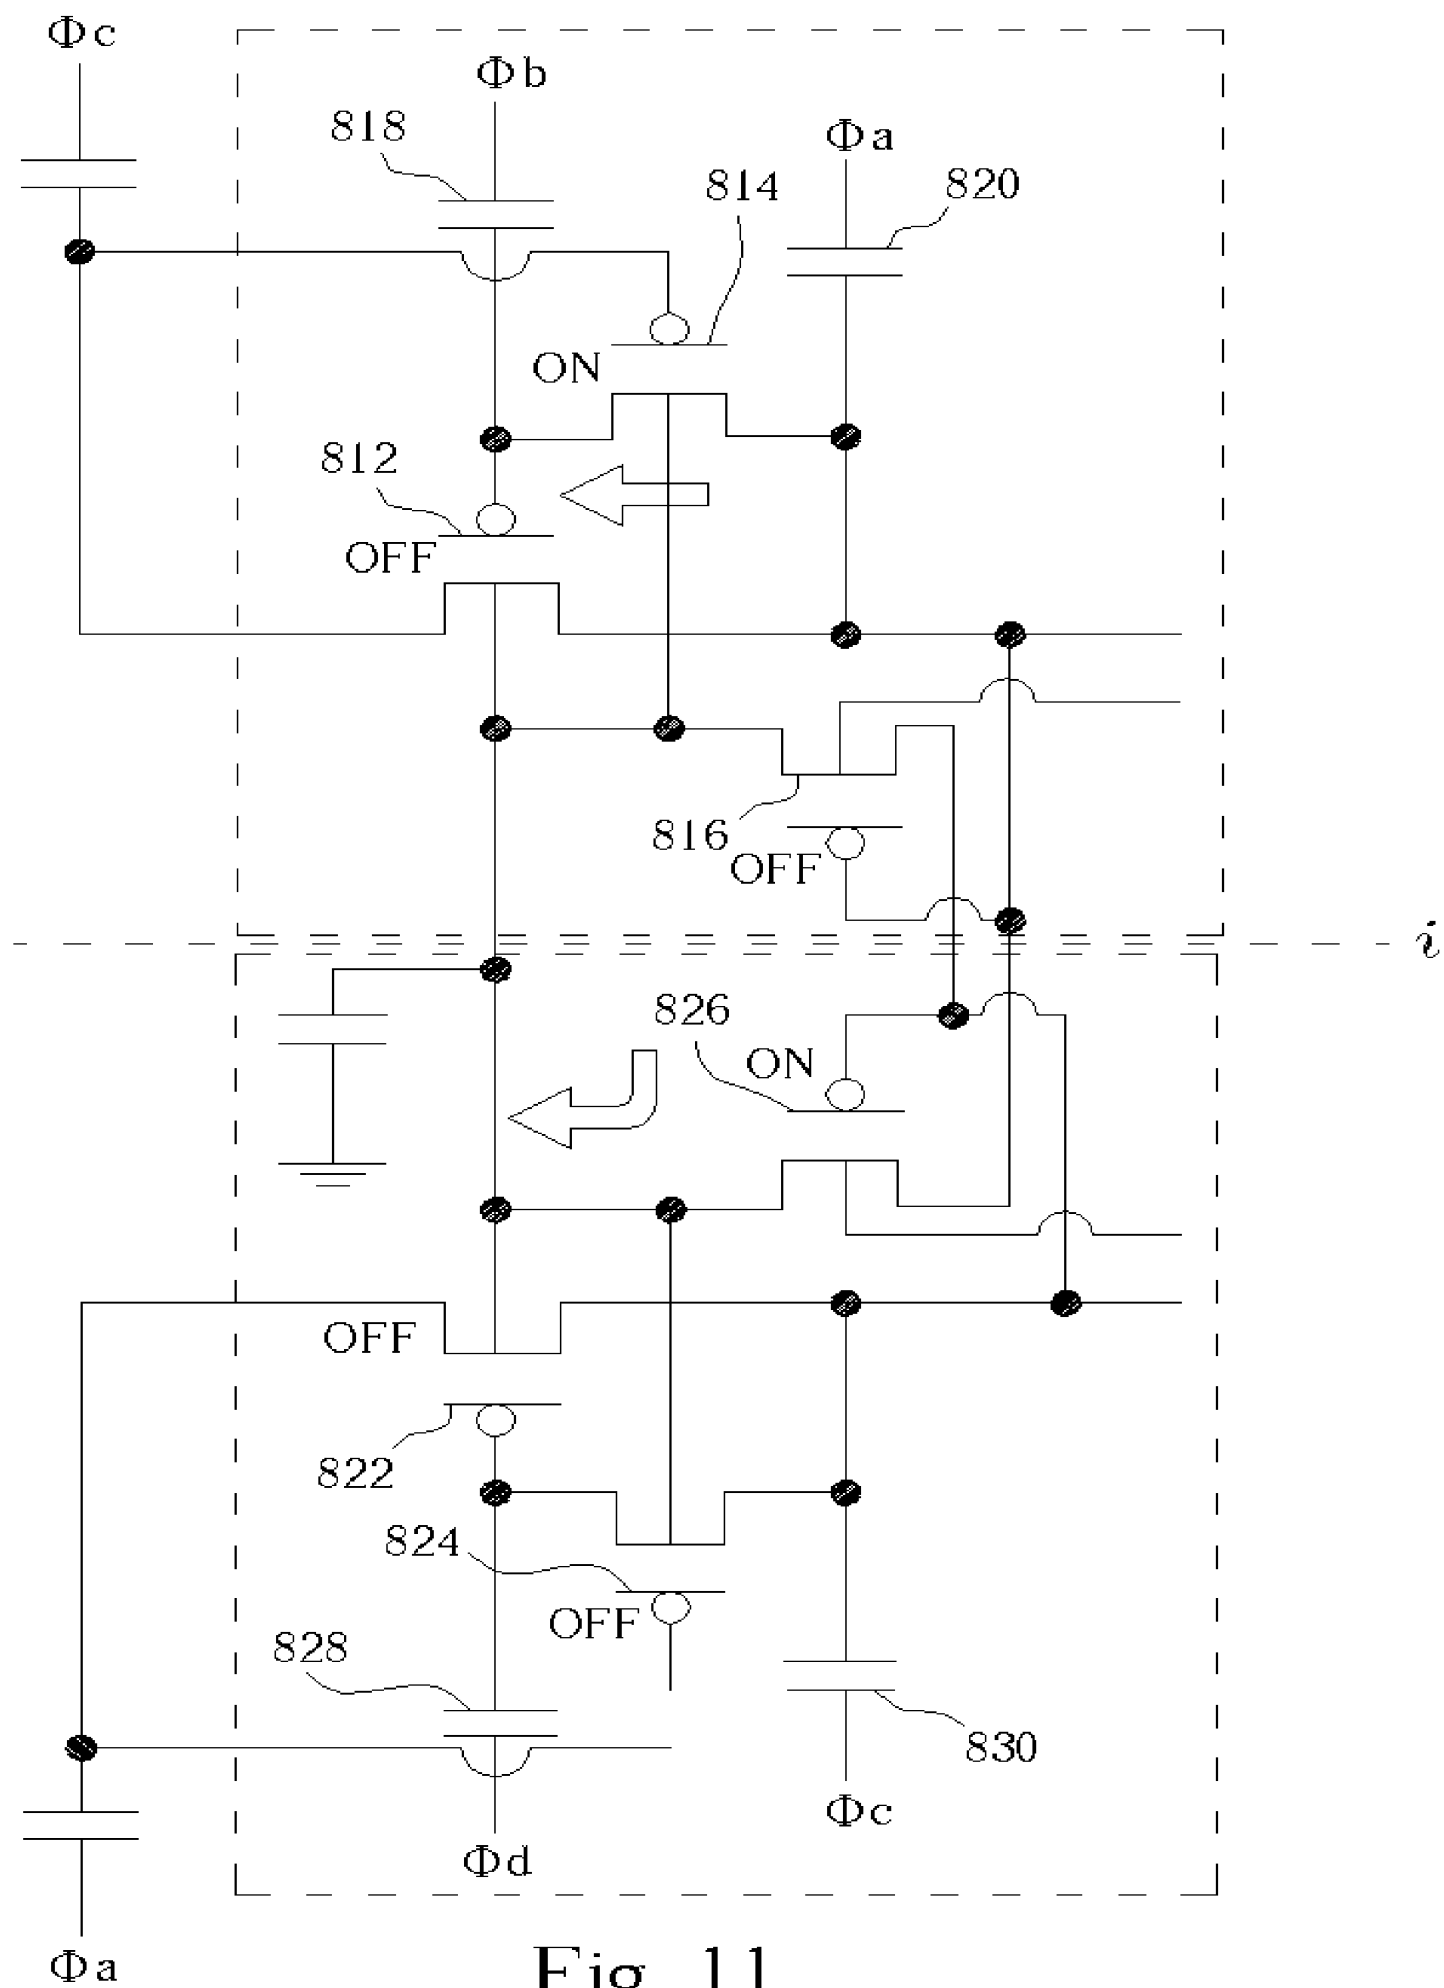 Φc
Φb
818
Φa
814
820
ON
812
OFF
816
OFF
i
826
ON
OFF
822
824
OFF
828
830
Φc
Φd
Φa
Fig. 11